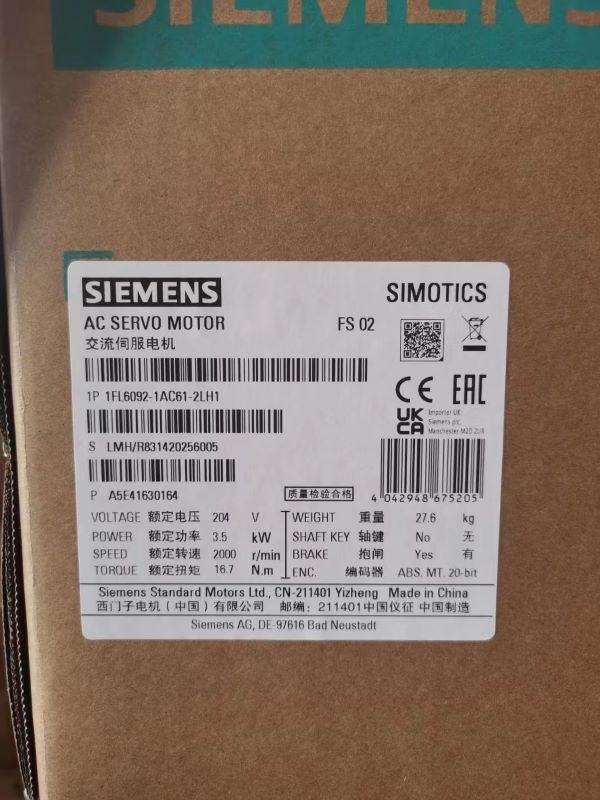 SIEMENS
SIEMENS
SIMOTICS
AC SERVO MOTOR FS 02
交流伺服电机
1P 1FL6092-1AC61-2LH1
S LMH/R831420256005
P A5E41630164
CE EAC
UK CA
Importer UK:
Siemens plc,
Manchester M20 2UR
质量检验合格
4 042948 675205
VOLTAGE 额定电压 204 V WEIGHT 重量 27.6 kg
POWER 额定功率 3.5 kW SHAFT KEY 轴键 No 无
SPEED 额定转速 2000 r/min BRAKE 抱闸 Yes 有
TORQUE 额定扭矩 16.7 N.m ENC. 编码器 ABS. MT. 20-bit
Siemens Standard Motors Ltd., CN-211401 Yizheng Made in China
西门子电机（中国）有限公司 邮编：211401中国仪征 中国制造
Siemens AG, DE-97616 Bad Neustadt